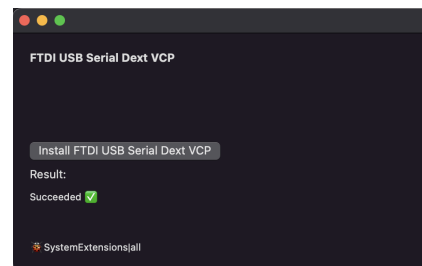 FTDI USB Serial Dext VCP
Install FTDI USB Serial Dext VCP
Result:
Succeeded ✅
SystemExtensions|all